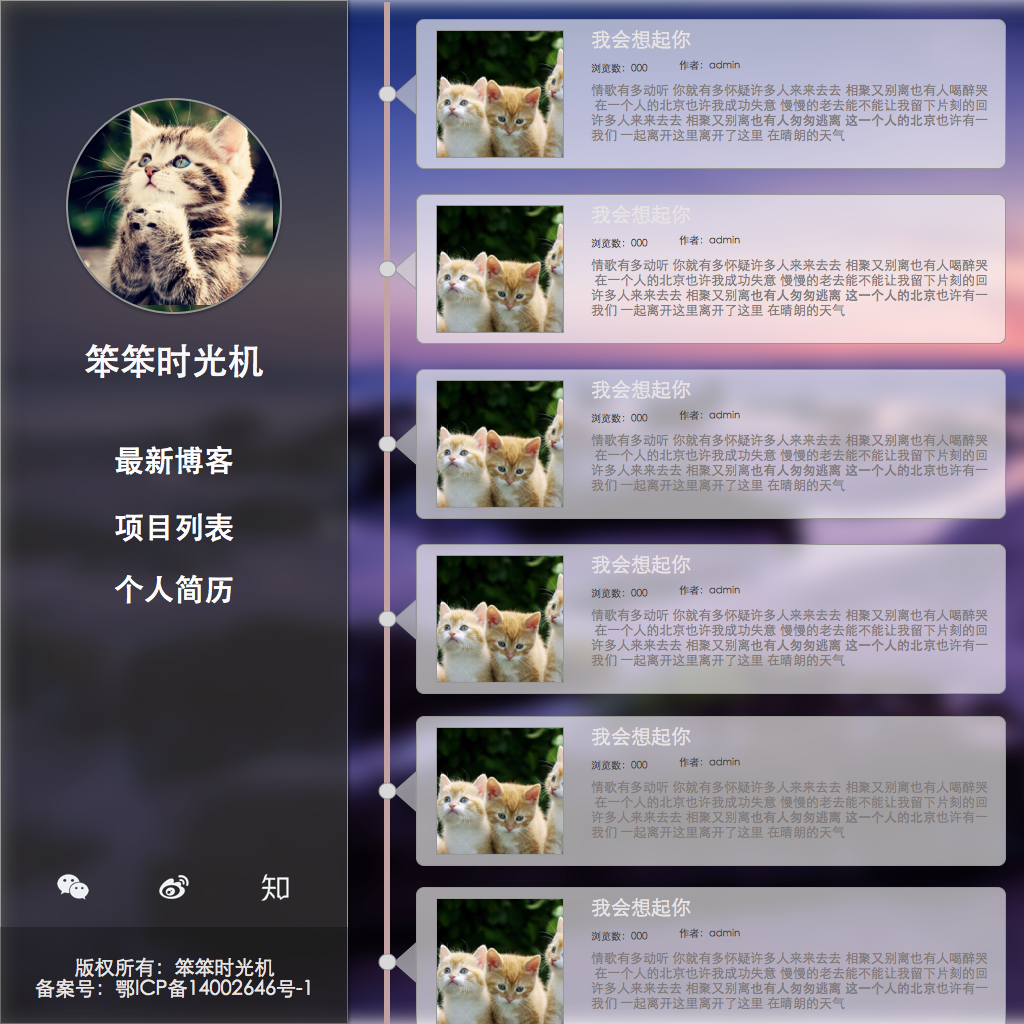 笨笨时光机
最新博客
项目列表
个人简历
知
版权所有：笨笨时光机
备案号：鄂ICP备14002646号-1
我会想起你
浏览数：000 作者：admin
情歌有多动听 你就有多怀疑许多人来来去去 相聚又别离也有人喝醉哭
在一个人的北京也许我成功失意 慢慢的老去能不能让我留下片刻的回
许多人来来去去 相聚又别离也有人匆匆逃离 这一个人的北京也许有一
我们 一起离开这里离开了这里 在晴朗的天气
我会想起你
浏览数：000 作者：admin
情歌有多动听 你就有多怀疑许多人来来去去 相聚又别离也有人喝醉哭
在一个人的北京也许我成功失意 慢慢的老去能不能让我留下片刻的回
许多人来来去去 相聚又别离也有人匆匆逃离 这一个人的北京也许有一
我们 一起离开这里离开了这里 在晴朗的天气
我会想起你
浏览数：000 作者：admin
情歌有多动听 你就有多怀疑许多人来来去去 相聚又别离也有人喝醉哭
在一个人的北京也许我成功失意 慢慢的老去能不能让我留下片刻的回
许多人来来去去 相聚又别离也有人匆匆逃离 这一个人的北京也许有一
我们 一起离开这里离开了这里 在晴朗的天气
我会想起你
浏览数：000 作者：admin
情歌有多动听 你就有多怀疑许多人来来去去 相聚又别离也有人喝醉哭
在一个人的北京也许我成功失意 慢慢的老去能不能让我留下片刻的回
许多人来来去去 相聚又别离也有人匆匆逃离 这一个人的北京也许有一
我们 一起离开这里离开了这里 在晴朗的天气
我会想起你
浏览数：000 作者：admin
情歌有多动听 你就有多怀疑许多人来来去去 相聚又别离也有人喝醉哭
在一个人的北京也许我成功失意 慢慢的老去能不能让我留下片刻的回
许多人来来去去 相聚又别离也有人匆匆逃离 这一个人的北京也许有一
我们 一起离开这里离开了这里 在晴朗的天气
我会想起你
浏览数：000 作者：admin
情歌有多动听 你就有多怀疑许多人来来去去 相聚又别离也有人喝醉哭
在一个人的北京也许我成功失意 慢慢的老去能不能让我留下片刻的回
许多人来来去去 相聚又别离也有人匆匆逃离 这一个人的北京也许有一
我们 一起离开这里离开了这里 在晴朗的天气